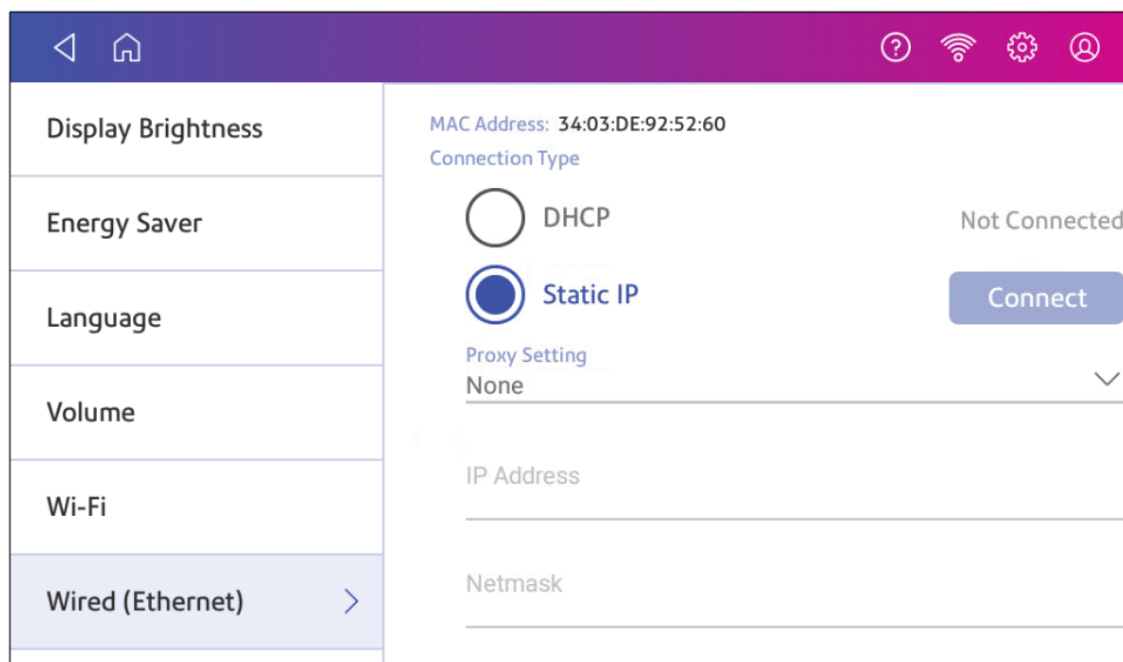 Display Brightness
Energy Saver
Language
Volume
Wi-Fi
Wired (Ethernet)
MAC Address: 34:03:DE:92:52:60
Connection Type
DHCP
Not Connected
Static IP
Connect
Proxy Setting
None
IP Address
Netmask